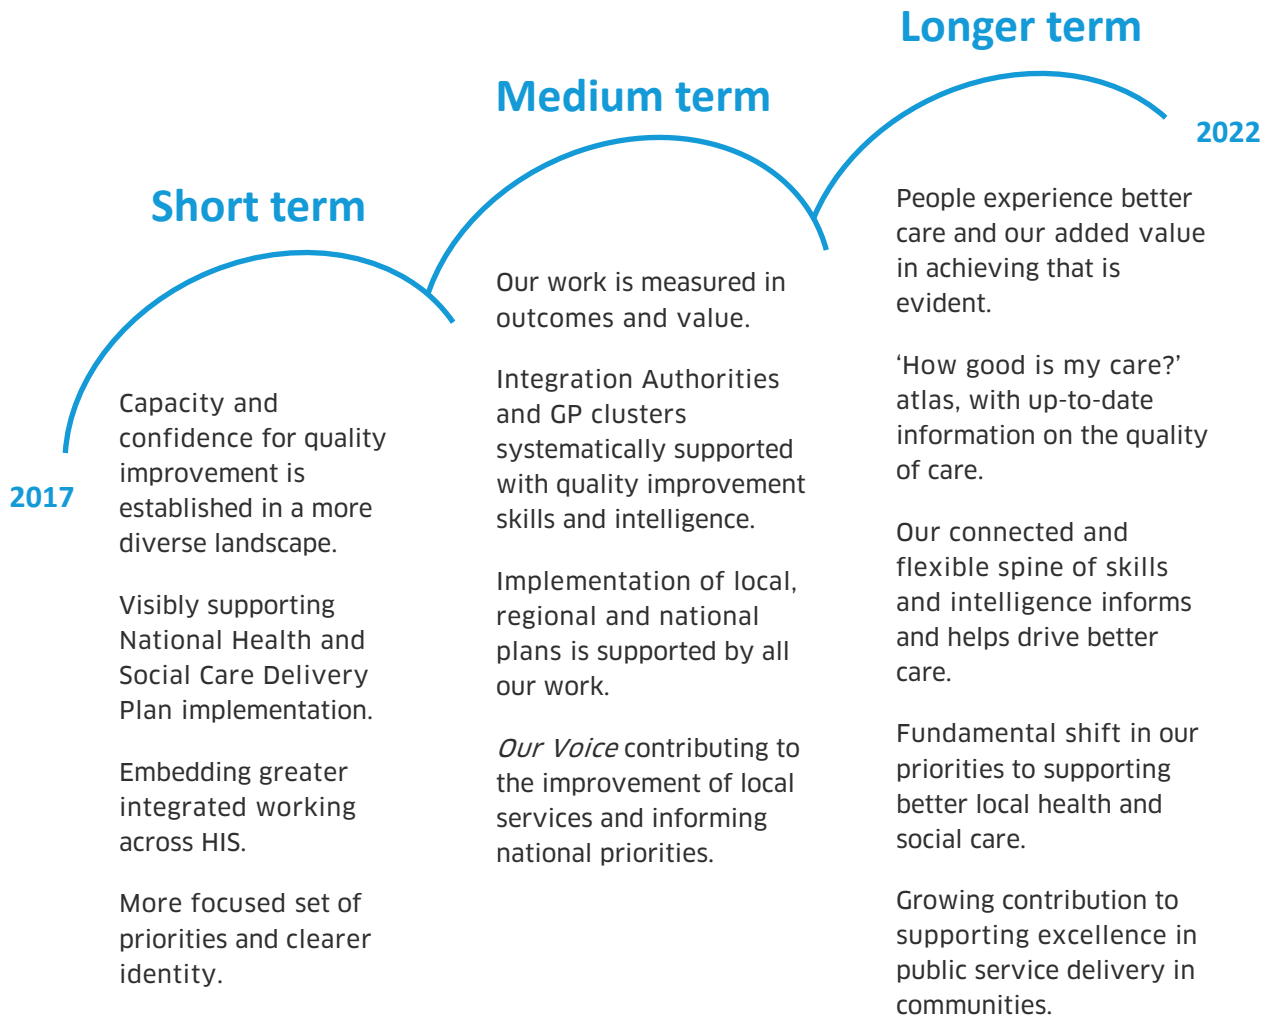 Short term
2017
Capacity and
confidence for quality
improvement is
established in a more
diverse landscape.
Visibly supporting
National Health and
Social Care Delivery
Plan implementation.
Embedding greater
integrated working
across HIS.
More focused set of
priorities and clearer
identity.
Medium term
Our work is measured in
outcomes and value.
Integration Authorities
and GP clusters
systematically supported
with quality improvement
skills and intelligence.
Implementation of local,
regional and national
plans is supported by all
our work.
Our Voice contributing to
the improvement of local
services and informing
national priorities.
Longer term
2022
People experience better
care and our added value
in achieving that is
evident.
‘How good is my care?’
atlas, with up-to-date
information on the quality
of care.
Our connected and
flexible spine of skills
and intelligence informs
and helps drive better
care.
Fundamental shift in our
priorities to supporting
better local health and
social care.
Growing contribution to
supporting excellence in
public service delivery in
communities.